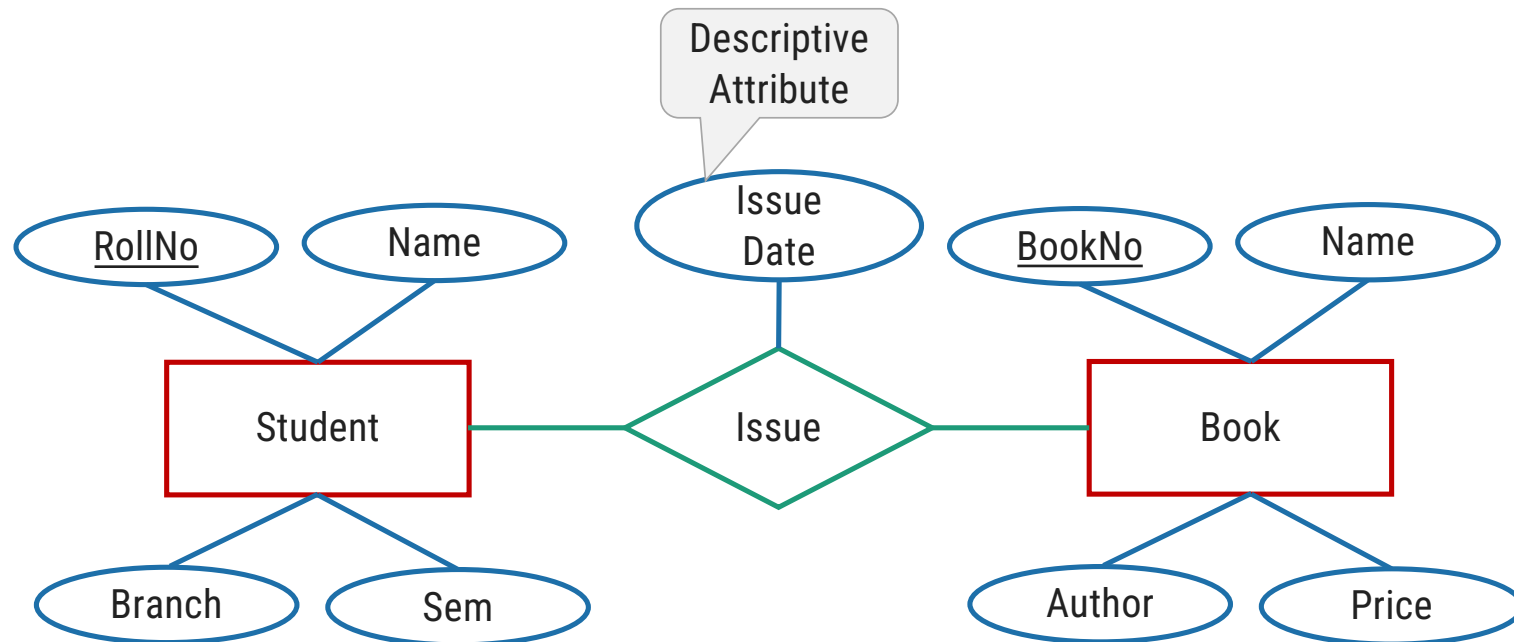 Descriptive
Attribute
Issue
Date
RollNo
Name
BookNo
Name
Student
Issue
Book
Branch
Sem
Author
Price